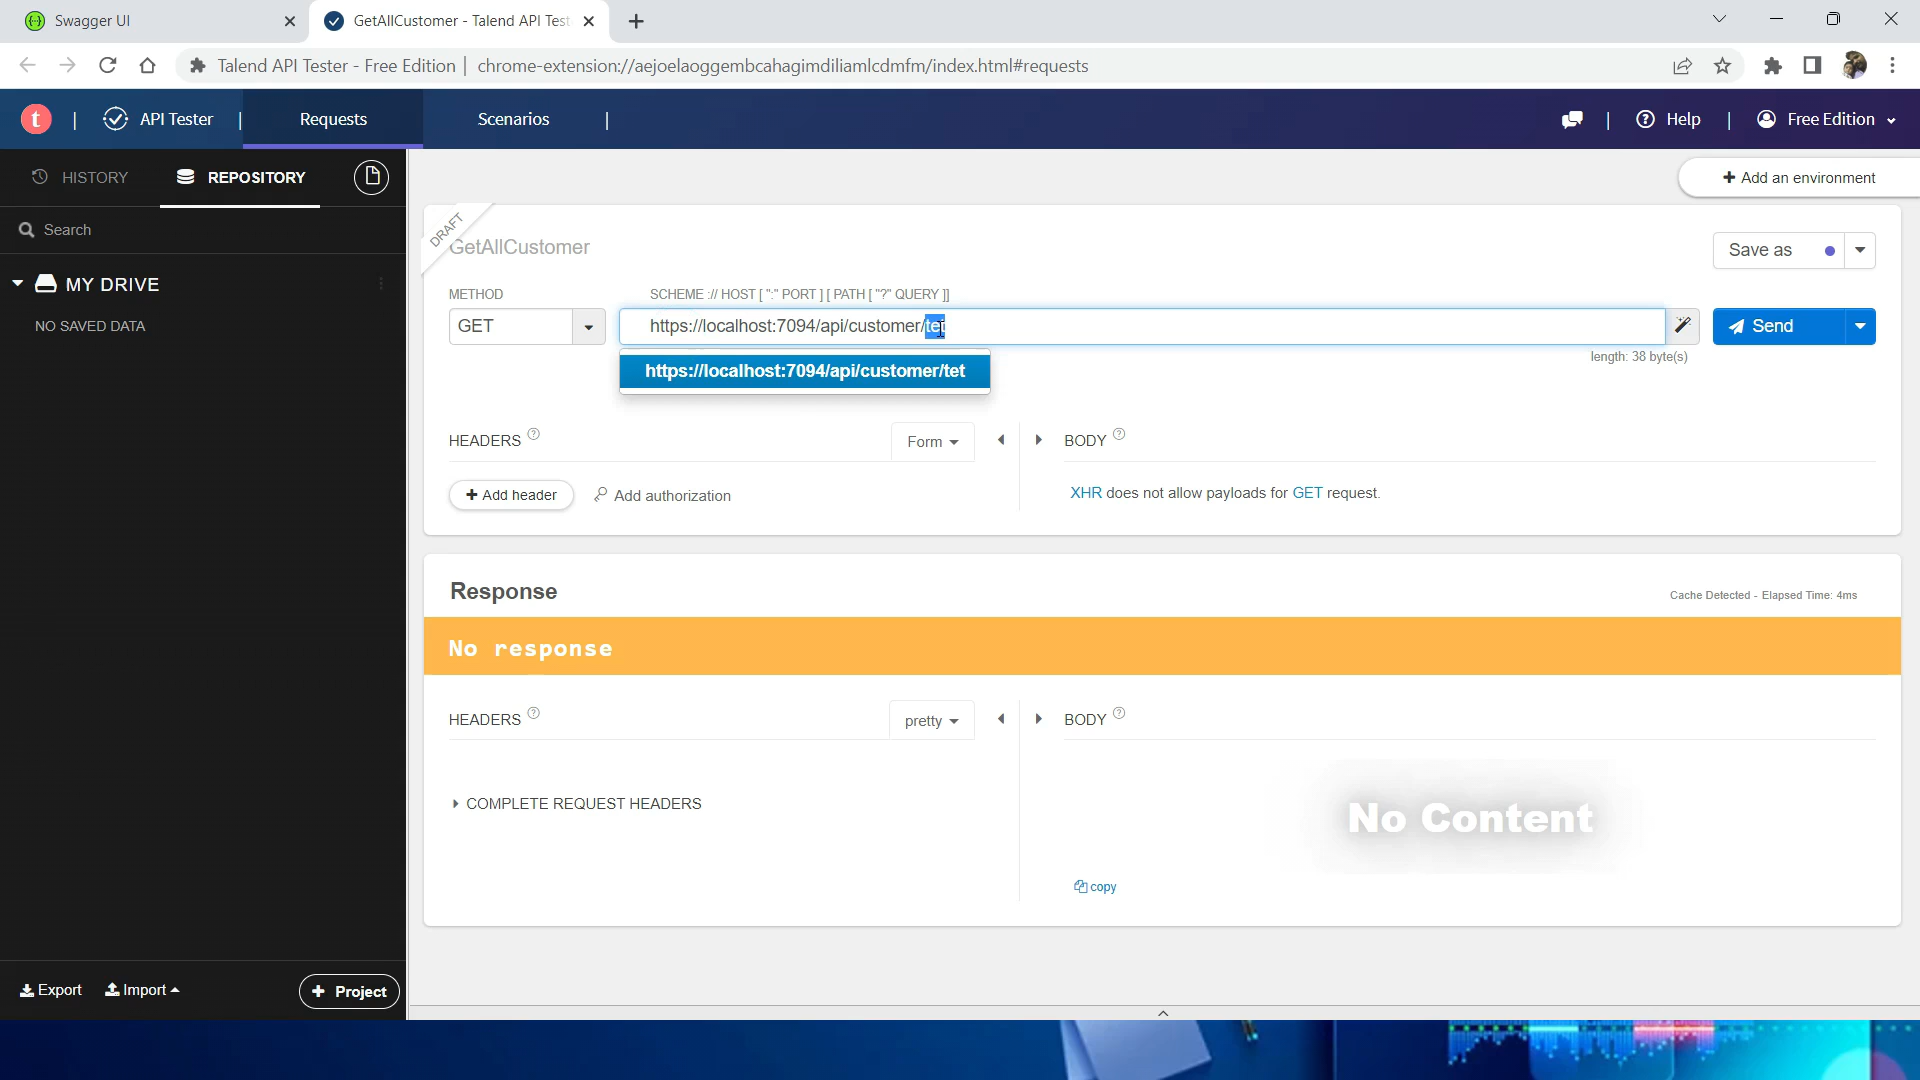 Swagger UI
GetAllCustomer - Talend API Test
Talend API Tester - Free Edition | chrome-extension://aejoelaoggembcahagimdiliamlcdmfm/index.html#requests
t | API Tester | Requests Scenarios | | Help | Free Edition
HISTORY REPOSITORY
+ Add an environment
Search
DRAFT
GetAllCustomer
Save as
MY DRIVE
NO SAVED DATA
METHOD SCHEME :// HOST [ ":" PORT ] [ PATH [ "?" QUERY ]]
GET https://localhost:7094/api/customer/tet Send
length: 38 byte(s)
https://localhost:7094/api/customer/tet
HEADERS ? Form BODY ?
+ Add header Add authorization XHR does not allow payloads for GET request.
Response Cache Detected - Elapsed Time: 4ms
No response
HEADERS ? pretty BODY ?
COMPLETE REQUEST HEADERS
No Content
copy
Export Import + Project